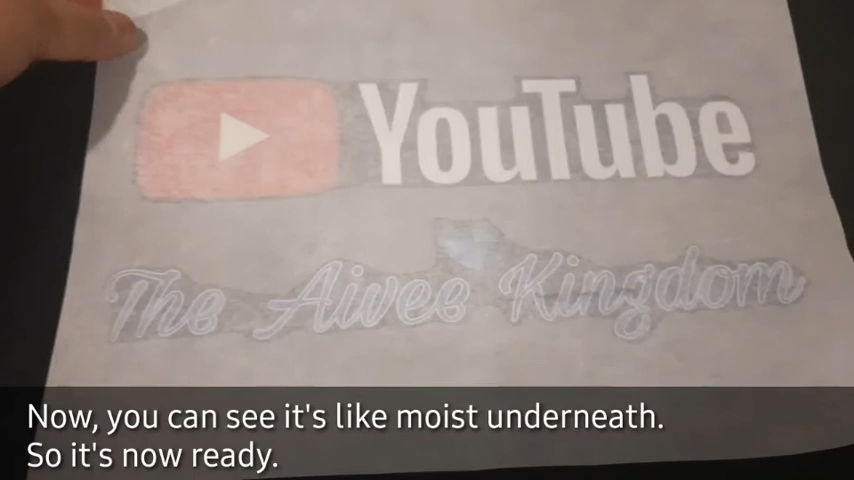 YouTube
The Aivee Kingdom
Now, you can see it's like moist underneath.
So it's now ready.